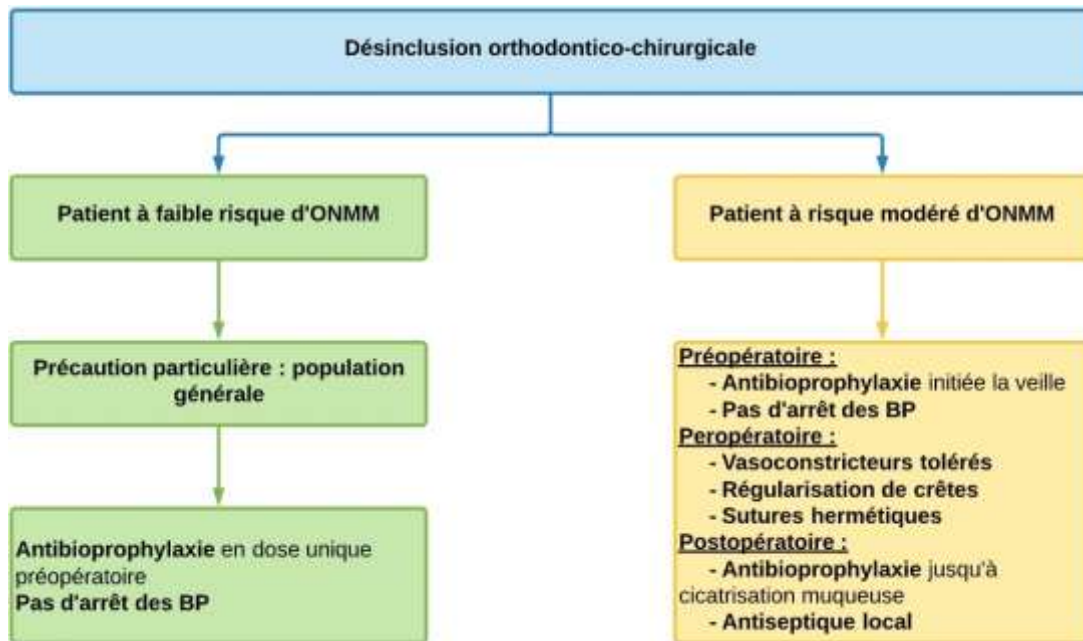 Désinclusion orthodontico-chirurgicale
Patient à faible risque d'ONMM
Patient à risque modéré d'ONMM
Précaution particulière : population
générale
Antibioprophylaxie en dose unique
préopératoire
Pas d'arrêt des BP
Préopératoire :
- Antibioprophylaxie initiée la veille
- Pas d'arrêt des BP
Peropératoire :
- Vasoconstricteurs tolérés
- Régularisation de crêtes
- Sutures hermétiques
Postopératoire :
- Antibioprophylaxie jusqu'à
cicatrisation muqueuse
- Antiseptique local